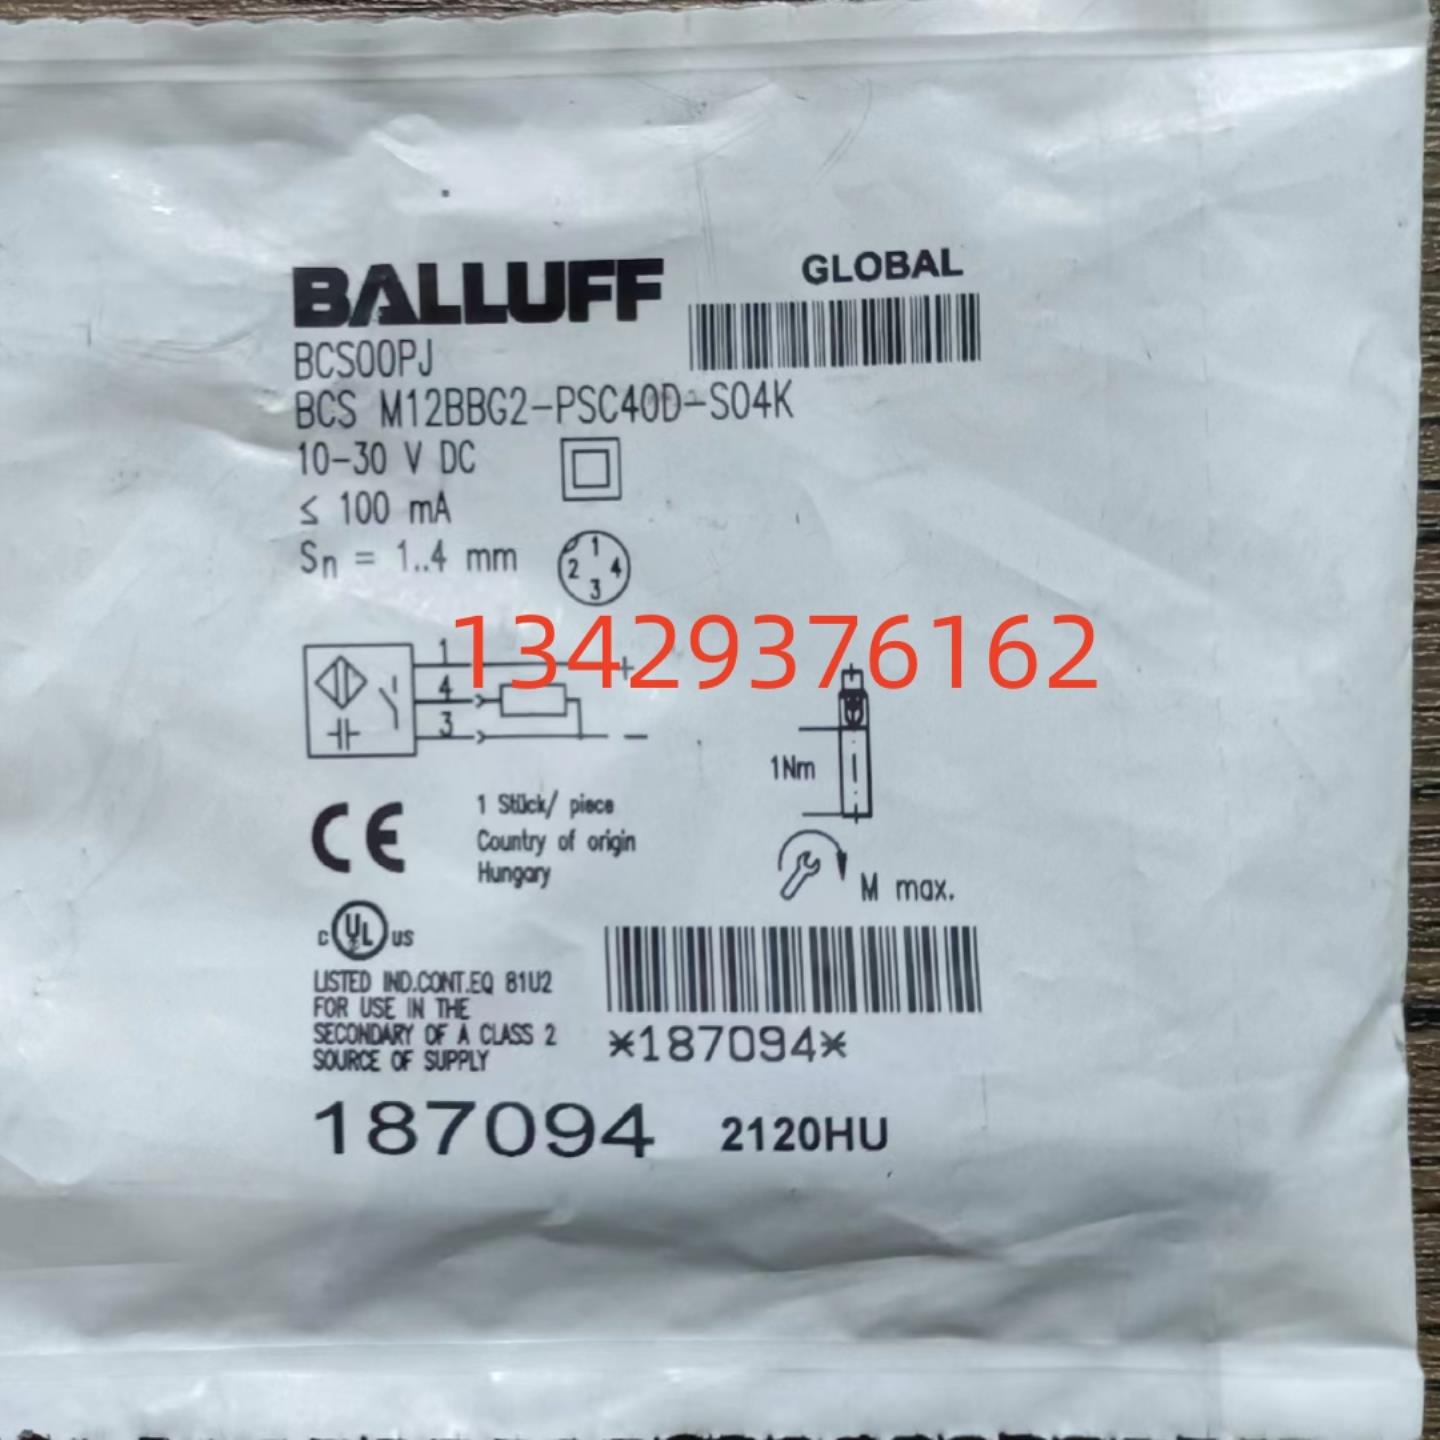 BALLUFF
GLOBAL
BCS00PJ
BCS M12BBG2-PSC40D-S04K
10-30 V DC
≤ 100 mA
Sn = 1..4 mm
1
2 4
3
13429376162
1
+
4
3
-
1Nm
CE
1 Stück/ piece
Country of origin
Hungary
M max.
c UL us
LISTED IND.CONT.EQ 81U2
FOR USE IN THE
SECONDARY OF A CLASS 2
SOURCE OF SUPPLY
*187094*
187094
2120HU